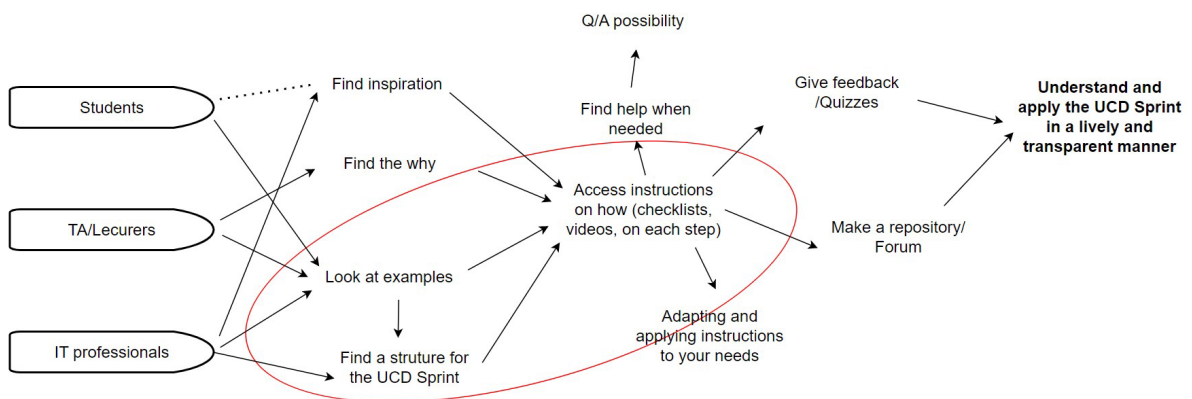 Q/A possibility
Find inspiration
Give feedback
/Quizzes
Understand and
apply the UCD Sprint
in a lively and
transparent manner
Students
Find help when
needed
Find the why
Access instructions
on how (checklists,
videos, on each step)
TA/Lecurers
Make a repository/
Forum
Look at examples
Adapting and
applying instructions
to your needs
IT professionals
Find a struture for
the UCD Sprint